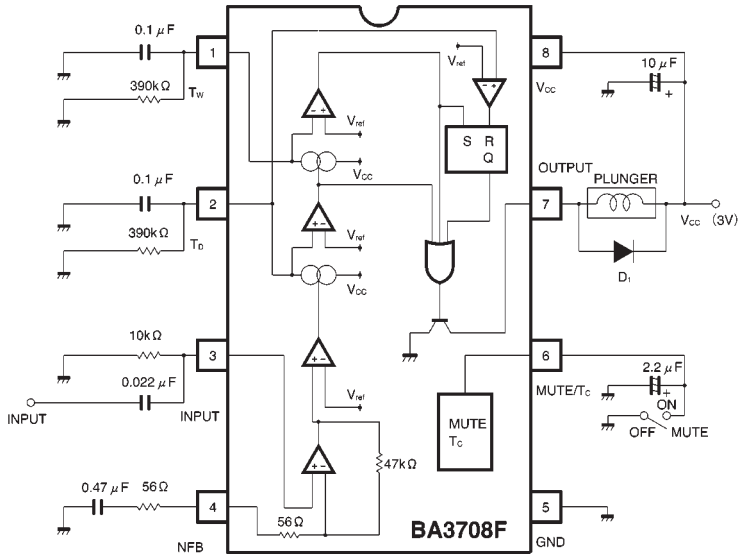 0.1 μF
390kΩ
TW
1
0.1 μF
390kΩ
TD
2
10kΩ
0.022 μF
INPUT
INPUT
3
0.47 μF
56Ω
NFB
4
Vref
- +
Vref
VCC
+ -
Vref
VCC
+ -
Vref
+ -
47kΩ
56Ω
Vref
- +
S R
Q
MUTE
TC
BA3708F
8
VCC
10 μF
+
OUTPUT
7
PLUNGER
VCC (3V)
D1
6
MUTE/TC
2.2 μF
+
ON
OFF MUTE
5
GND